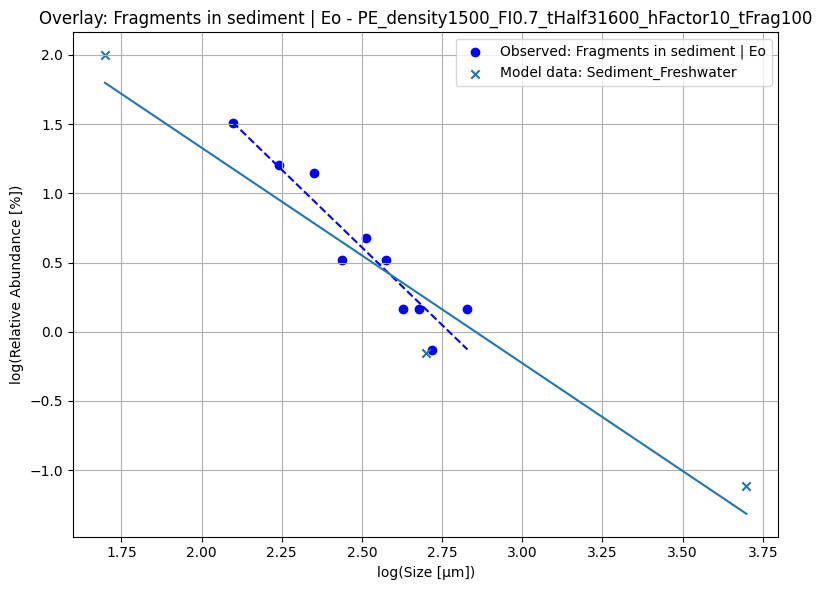 Overlay: Fragments in sediment | Eo - PE_density1500_FI0.7_tHalf31600_hFactor10_tFrag100
Observed: Fragments in sediment | Eo
Model data: Sediment_Freshwater
log(Relative Abundance [%])
2.0
1.5
1.0
0.5
0.0
−0.5
−1.0
1.75 2.00 2.25 2.50 2.75 3.00 3.25 3.50 3.75
log(Size [μm])